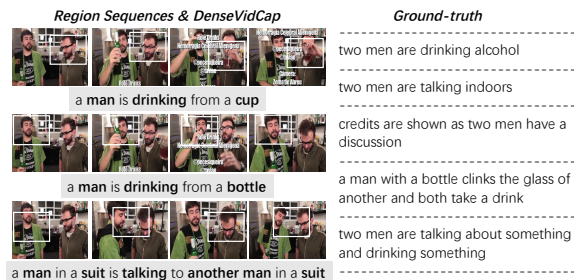 Region Sequences & DenseVidCap
Ground-truth
a man is drinking from a cup
a man is drinking from a bottle
a man in a suit is talking to another man in a suit
two men are drinking alcohol
two men are talking indoors
credits are shown as two men have a
discussion
a man with a bottle clinks the glass of
another and both take a drink
two men are talking about something
and drinking something